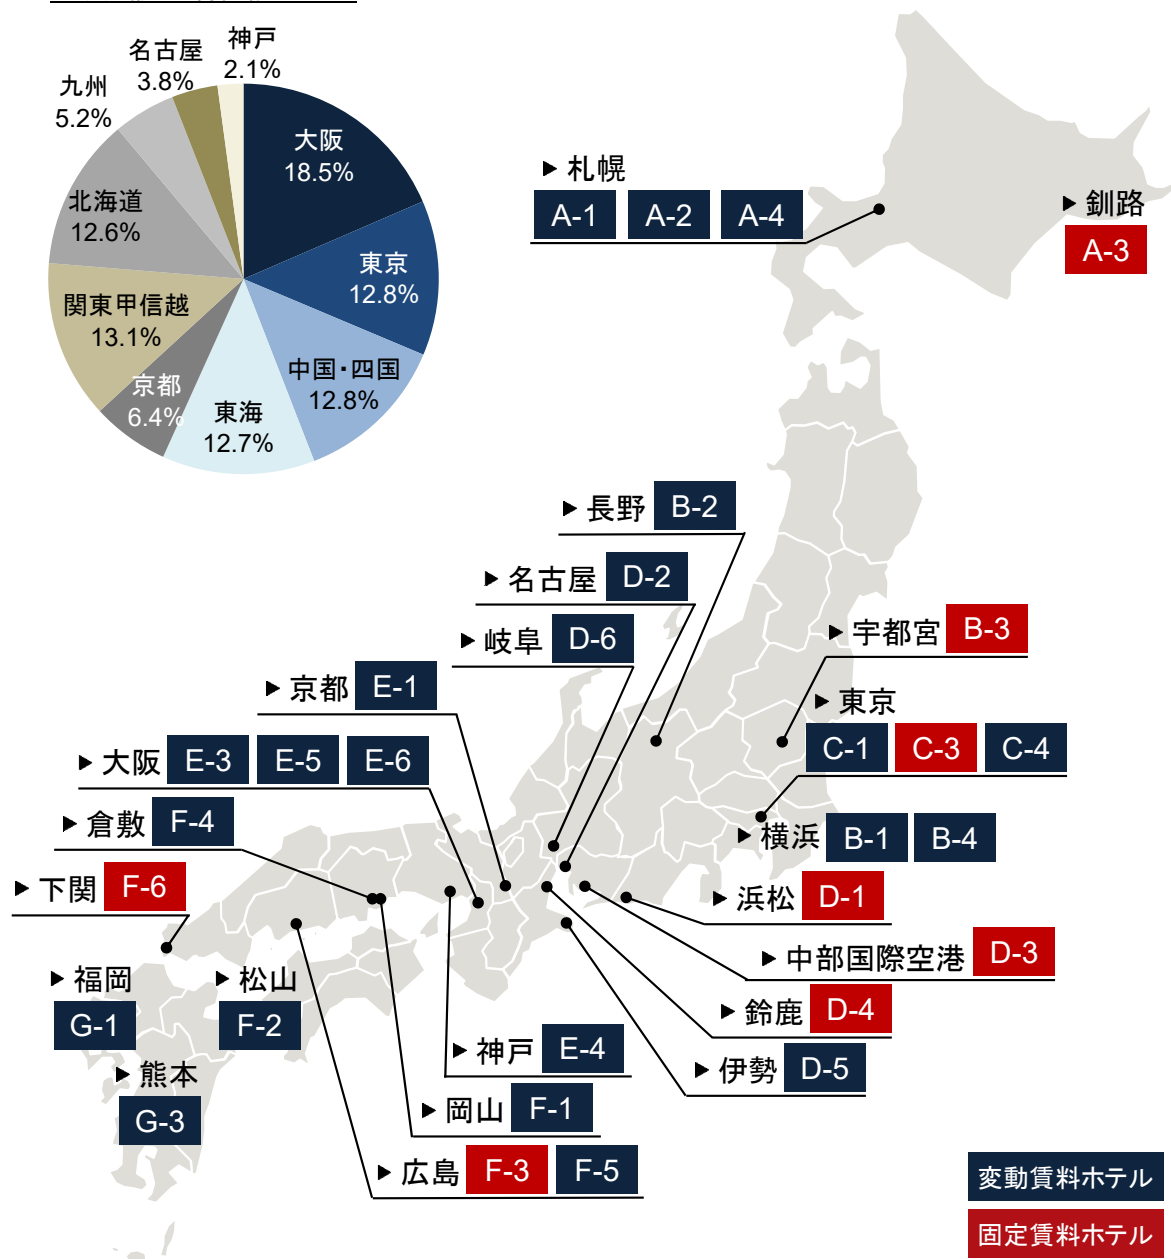 神戸
2.1%
名古屋
3.8%
九州
5.2%
大阪
18.5%
北海道
12.6%
東京
12.8%
関東甲信越
13.1%
中国・四国
12.8%
京都
6.4%
東海
12.7%
▶ 札幌
A-1 A-2 A-4
▶ 釧路
A-3
▶ 長野 B-2
▶ 名古屋 D-2
▶ 岐阜 D-6
▶ 宇都宮 B-3
▶ 京都 E-1
▶ 東京
C-1 C-3 C-4
▶ 大阪 E-3 E-5 E-6
▶ 倉敷 F-4
▶ 横浜 B-1 B-4
▶ 下関 F-6
▶ 浜松 D-1
▶ 中部国際空港 D-3
▶ 福岡
G-1
▶ 松山
F-2
▶ 鈴鹿 D-4
▶ 神戸 E-4
▶ 伊勢 D-5
▶ 熊本
G-3
▶ 岡山 F-1
▶ 広島 F-3 F-5
変動賃料ホテル
固定賃料ホテル